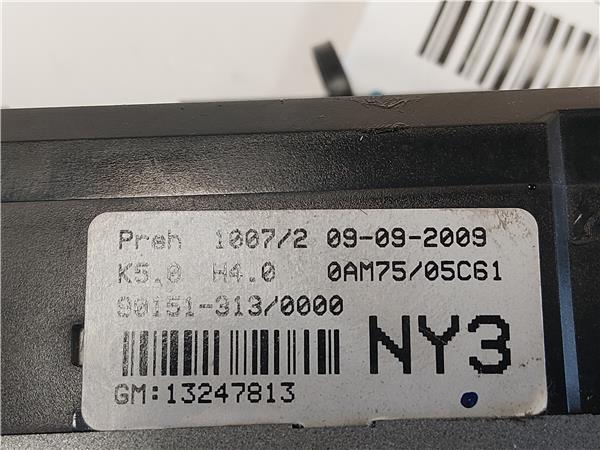 Preh 1007/2 09-09-2009
K5.0 H4.0 0AM75/05C61
90151-313/0000
NY3
GM:13247813